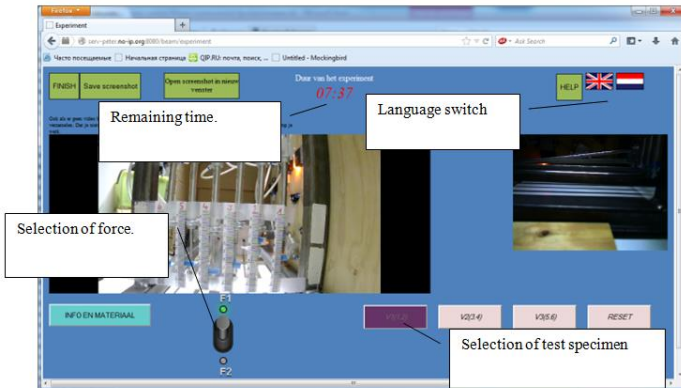 Firefox
Experiment
serv-peter.no-ip.org:8080/beam/experiment
Ask Search
Часто посещаемые Начальная страница QIP.RU: почта, поиск, ... Untitled - Mockingbird
FINISH
Save screenshot
Open screenshot in nieuw
venster
Duur van het experiment
07:37
HELP
Remaining time.
Language switch
Selection of force.
F1
F2
INFO EN MATERIAAL
V2(3.4)
V3(5.6)
RESET
Selection of test specimen